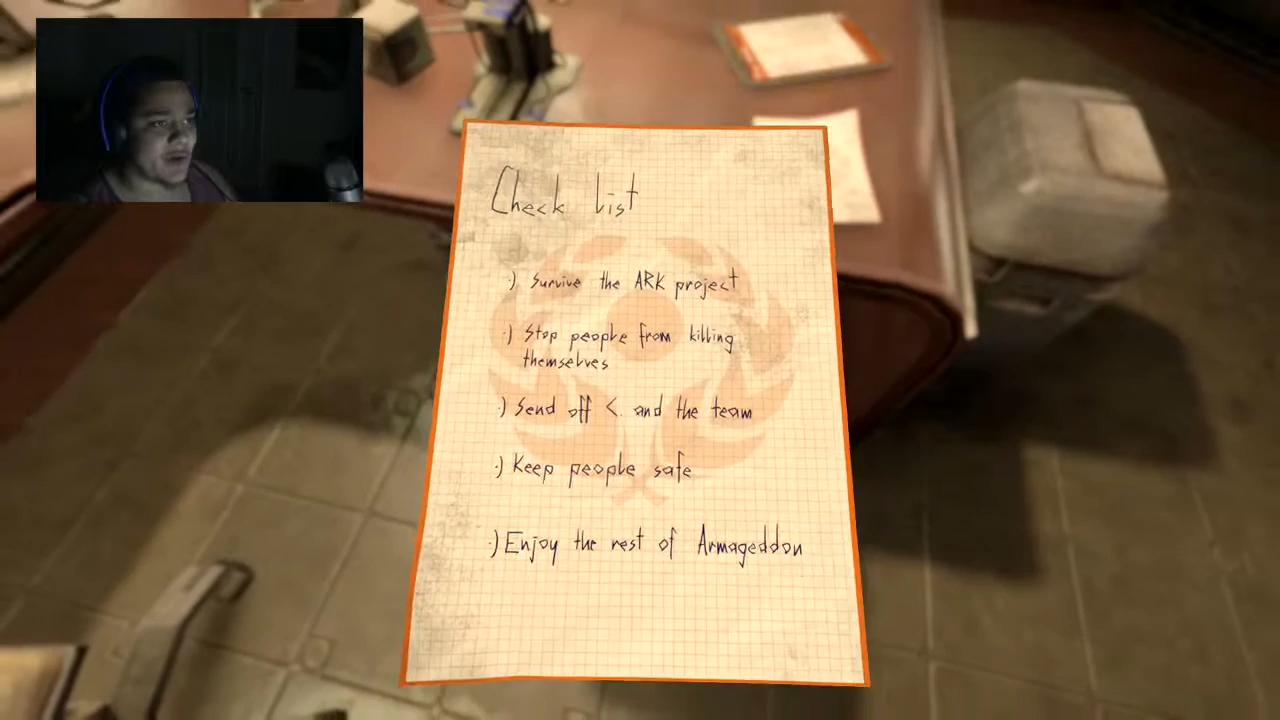 Check list
·) Survive the ARK project
·) Stop people from killing
themselves
·) Send off C. and the team
·) Keep people safe
·) Enjoy the rest of Armageddon